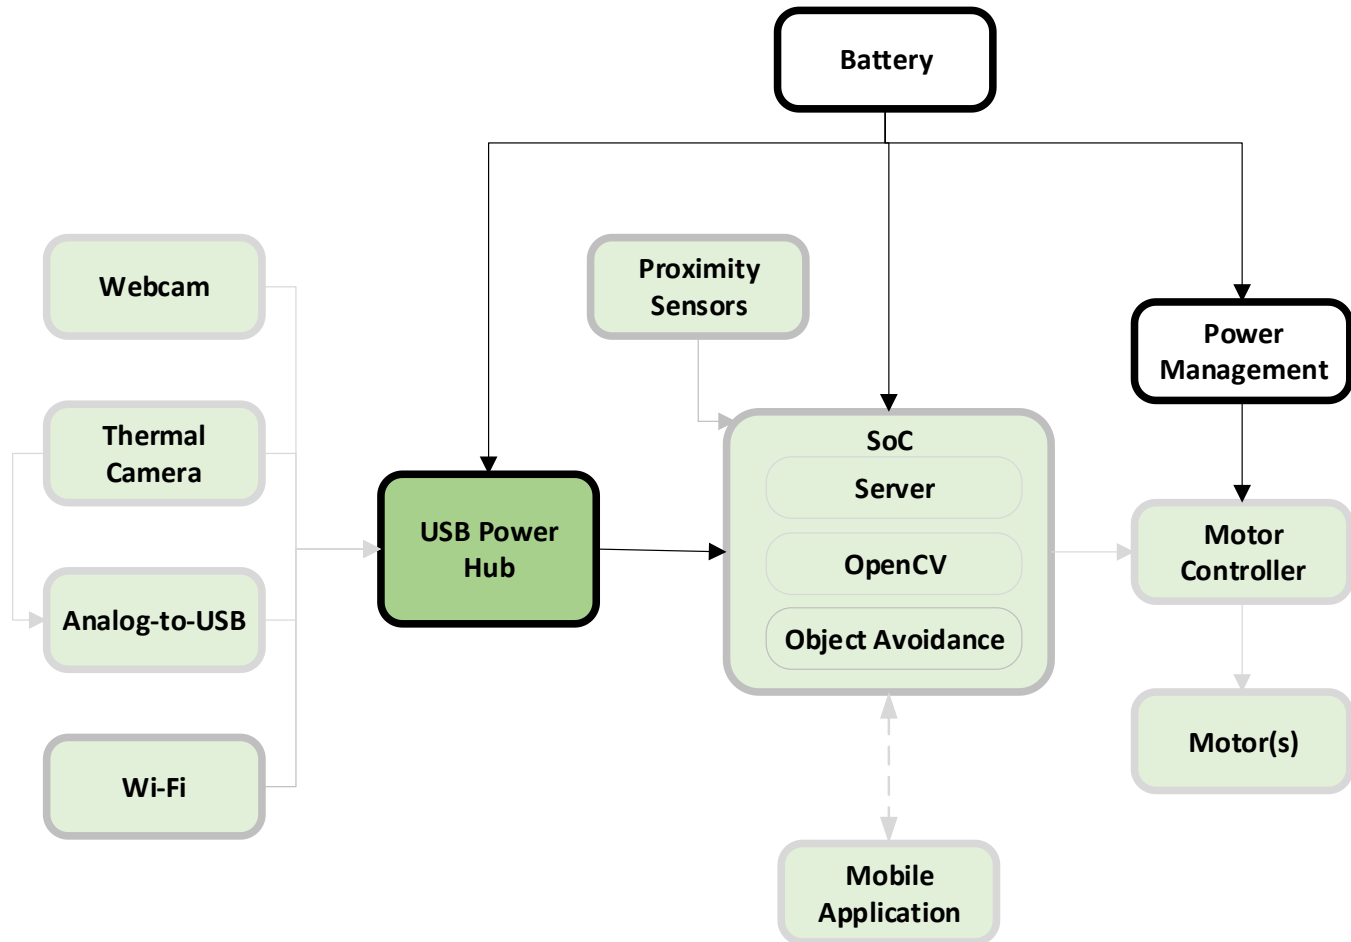 Battery
Webcam
Proximity
Sensors
Power
Management
Thermal
Camera
SoC
Server
USB Power
Hub
OpenCV
Motor
Controller
Analog-to-USB
Object Avoidance
Wi-Fi
Motor(s)
Mobile
Application